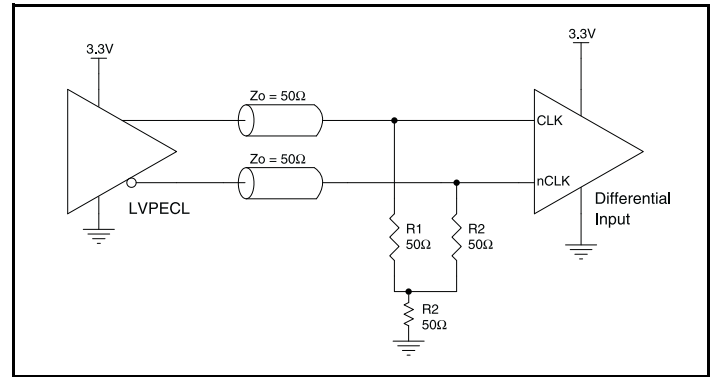 3.3V
3.3V
Zo = 50Ω
CLK
Zo = 50Ω
nCLK
LVPECL
Differential
Input
R1
50Ω
R2
50Ω
R2
50Ω